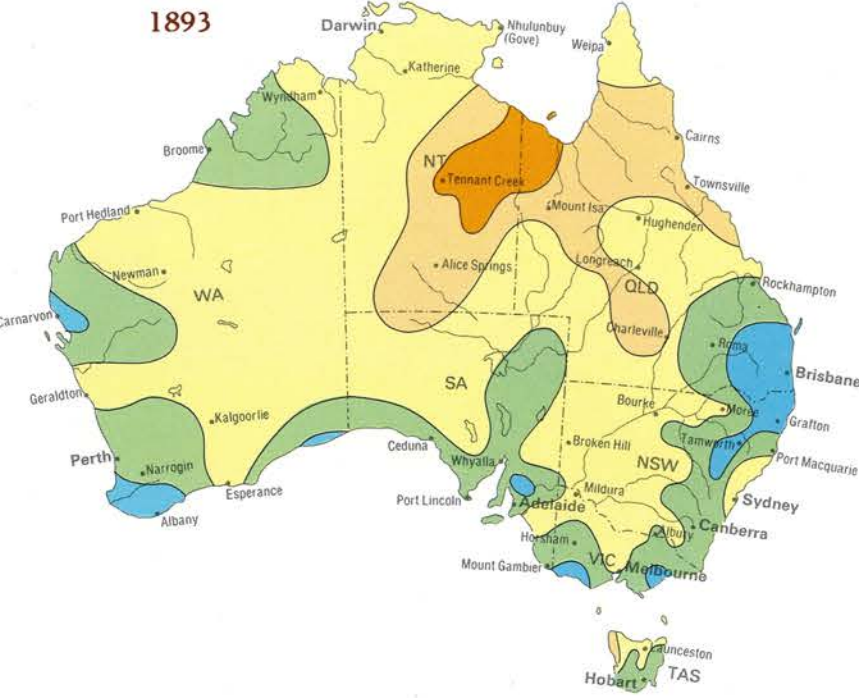 1893
Darwin
Nhulunbuy
(Gove)
Weipa
Katherine
Wyndham
Cairns
Broome
NT
Tennant Creek
Townsville
Port Hedland
Mount Isa
Hughenden
Newman
Alice Springs
Longreach
WA
QLD
Rockhampton
Carnarvon
Charleville
Roma
SA
Brisbane
Geraldton
Bourke
Moree
Kalgoorlie
Grafton
Ceduna
Broken Hill
Tamworth
Perth
Narrogin
Whyalla
NSW
Port Macquarie
Esperance
Port Lincoln
Mildura
Adelaide
Sydney
Albany
Canberra
Horsham
Albury
Mount Gambier
VIC
Melbourne
Launceston
Hobart
TAS